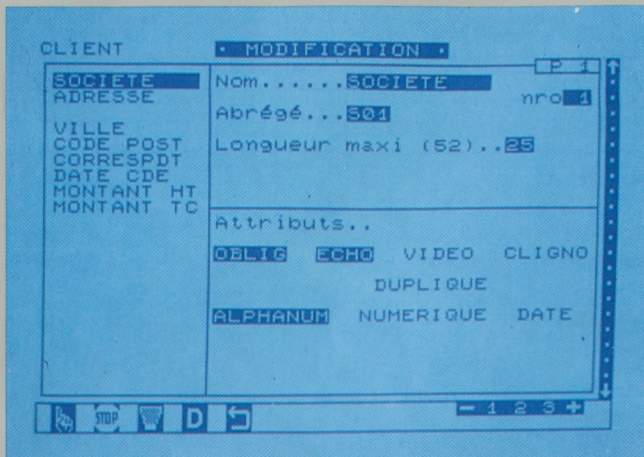 CLIENT
• MODIFICATION •
P 1
SOCIETE
ADRESSE
VILLE
CODE POST
CORRESPDT
DATE CDE
MONTANT HT
MONTANT TC
Nom......SOCIETE
nro 1
Abrégé...S01
Longueur maxi (52)..25
Attributs..
OBLIG ECHO VIDEO CLIGNO
DUPLIQUE
ALPHANUM NUMERIQUE DATE
STOP D
- 1 2 3 +